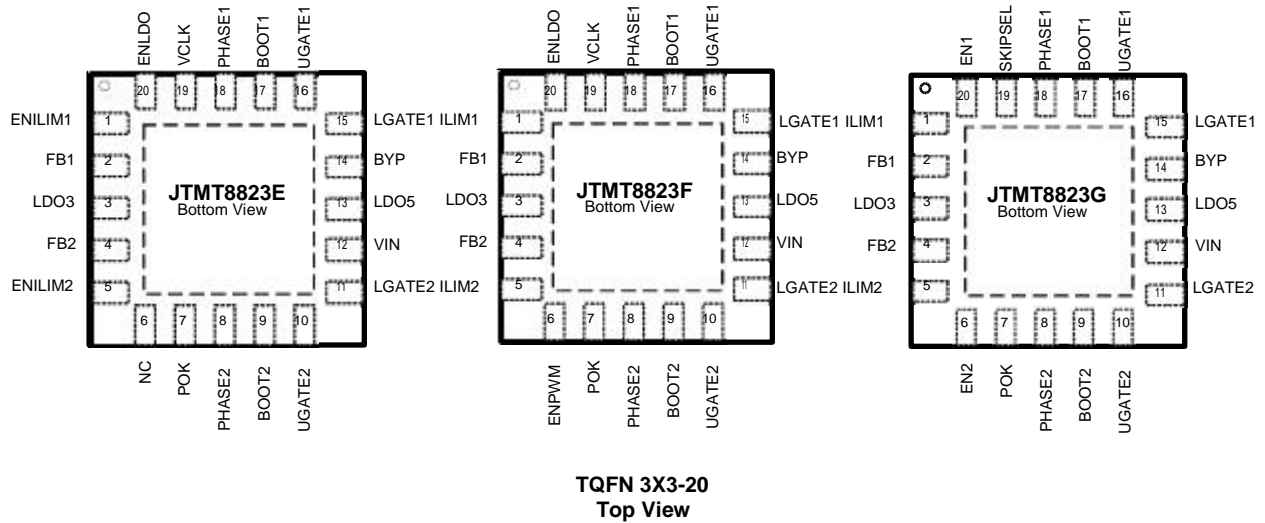 ENLDO
VCLK
PHASE1
BOOT1
UGATE1
20
19
18
17
16
ENILIM1 1 15 LGATE1
FB1 2 14 BYP
LDO3 3 13 LDO5
FB2 4 12 VIN
ENILIM2 5 11 LGATE2
JTMT8823E
Bottom View
6 7 8 9 10
NC
POK
PHASE2
BOOT2
UGATE2
ENLDO
VCLK
PHASE1
BOOT1
UGATE1
20 19 18 17 16
ILIM1 1 15 LGATE1
FB1 2 14 BYP
LDO3 3 13 LDO5
FB2 4 12 VIN
ILIM2 5 11 LGATE2
JTMT8823F
Bottom View
6 7 8 9 10
ENPWM
POK
PHASE2
BOOT2
UGATE2
EN1
SKIPSEL
PHASE1
BOOT1
UGATE1
20 19 18 17 16
ILIM1 1 15 LGATE1
FB1 2 14 BYP
LDO3 3 13 LDO5
FB2 4 12 VIN
ILIM2 5 11 LGATE2
JTMT8823G
Bottom View
6 7 8 9 10
EN2
POK
PHASE2
BOOT2
UGATE2
TQFN 3X3-20
Top View